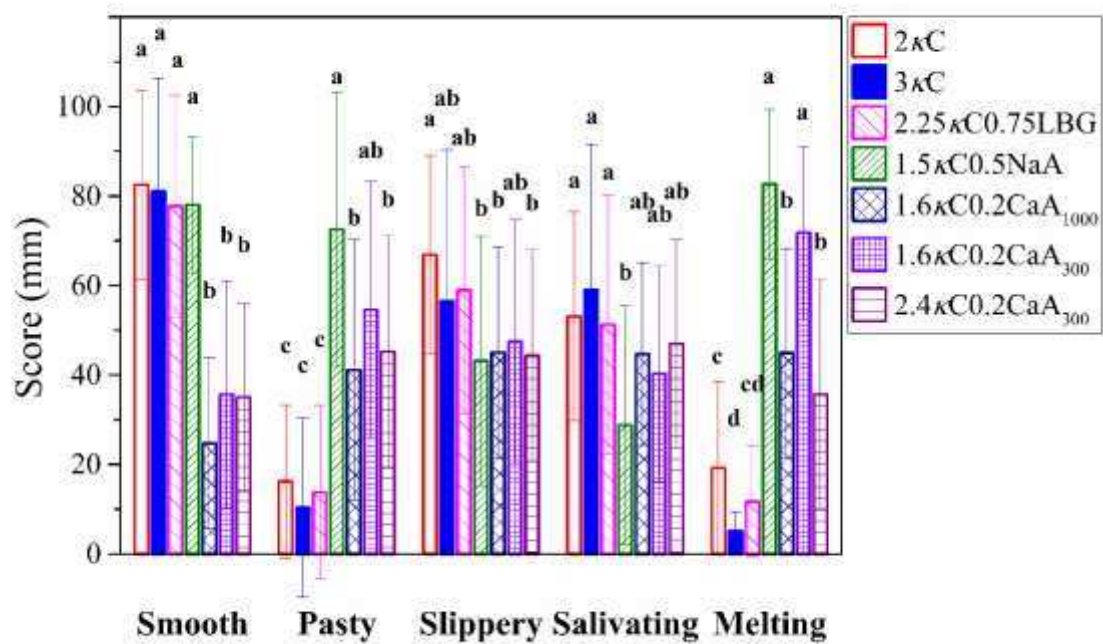 a a a a b b b
c c c a b ab b
a ab ab b b ab b
a a a b ab ab ab
c d cd a b a b
Score (mm)
100
80
60
40
20
0
Smooth Pasty Slippery Salivating Melting
2κC
3κC
2.25κC0.75LBG
1.5κC0.5NaA
1.6κC0.2CaA₁₀₀₀
1.6κC0.2CaA₃₀₀
2.4κC0.2CaA₃₀₀